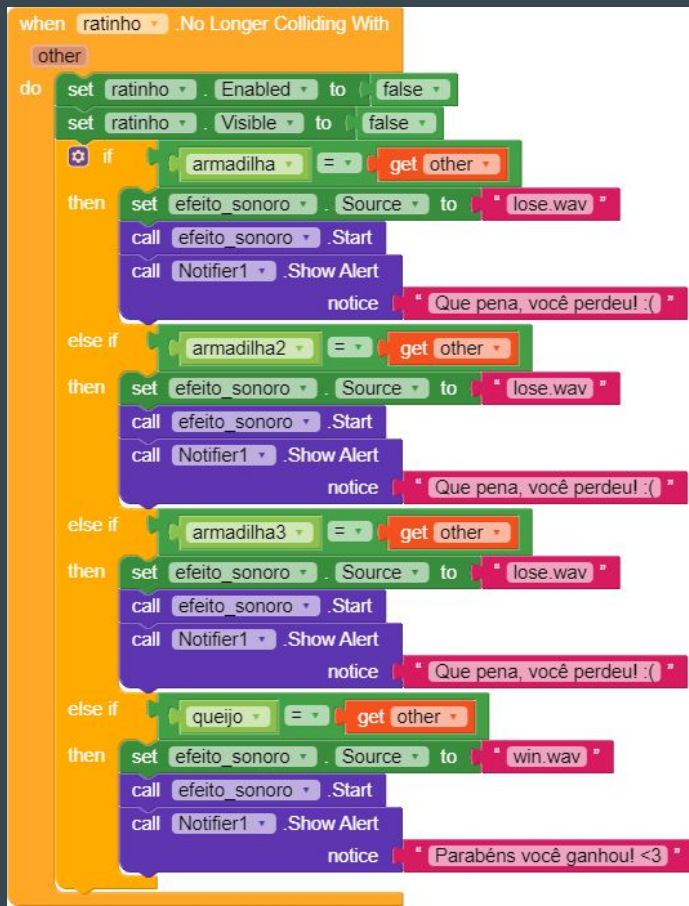 when ratinho .No Longer Colliding With
other
do set ratinho . Enabled to false
set ratinho . Visible to false
if armadilha = get other
then set efeito_sonoro . Source to " lose.wav "
call efeito_sonoro .Start
call Notifier1 .Show Alert
notice " Que pena, você perdeu! :( "
else if armadilha2 = get other
then set efeito_sonoro . Source to " lose.wav "
call efeito_sonoro .Start
call Notifier1 .Show Alert
notice " Que pena, você perdeu! :( "
else if armadilha3 = get other
then set efeito_sonoro . Source to " lose.wav "
call efeito_sonoro .Start
call Notifier1 .Show Alert
notice " Que pena, você perdeu! :( "
else if queijo = get other
then set efeito_sonoro . Source to " win.wav "
call efeito_sonoro .Start
call Notifier1 .Show Alert
notice " Parabéns você ganhou! <3 "